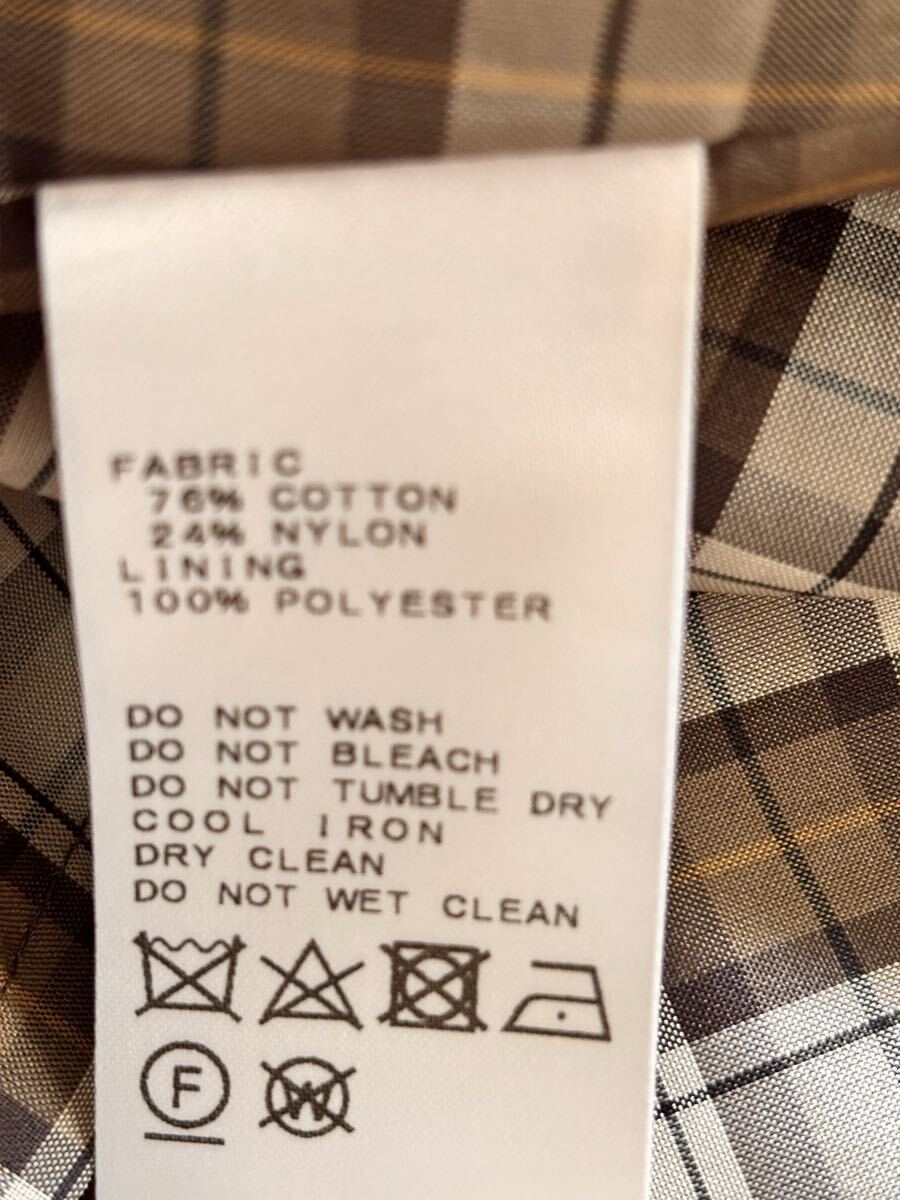 FABRIC
76% COTTON
24% NYLON
LINING
100% POLYESTER
DO NOT WASH
DO NOT BLEACH
DO NOT TUMBLE DRY
COOL IRON
DRY CLEAN
DO NOT WET CLEAN
F W